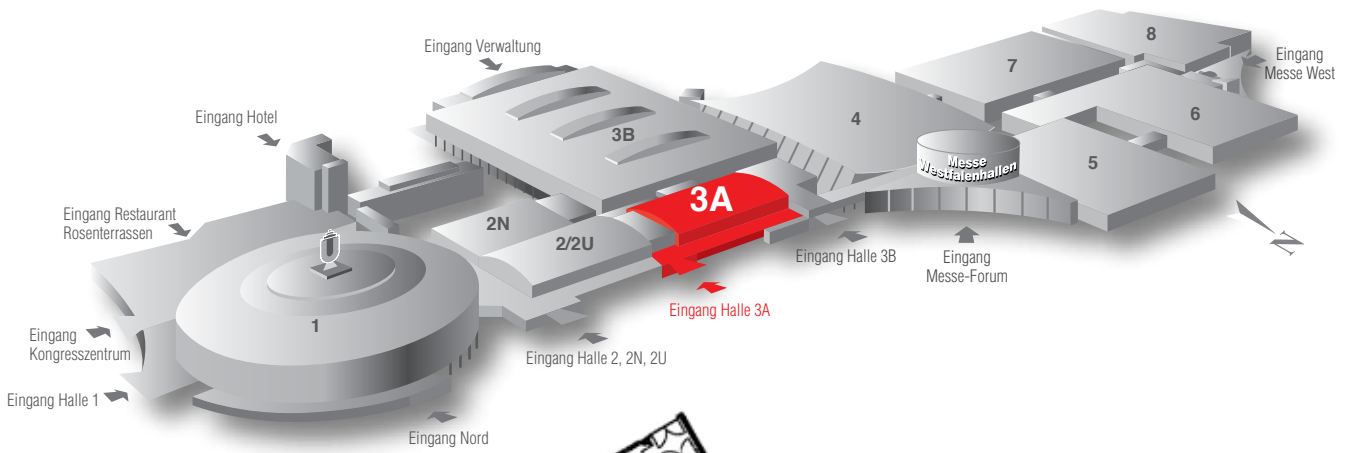 8
Eingang Verwaltung
Eingang
Messe West
7
Eingang Hotel
4
6
3B
Messe
Westfalenhallen
5
3A
Eingang Restaurant
Rosenterrassen
2N
2/2U
N
Eingang Halle 3B
Eingang
Messe-Forum
Eingang Halle 3A
1
Eingang
Kongresszentrum
Eingang Halle 2, 2N, 2U
Eingang Halle 1
Eingang Nord